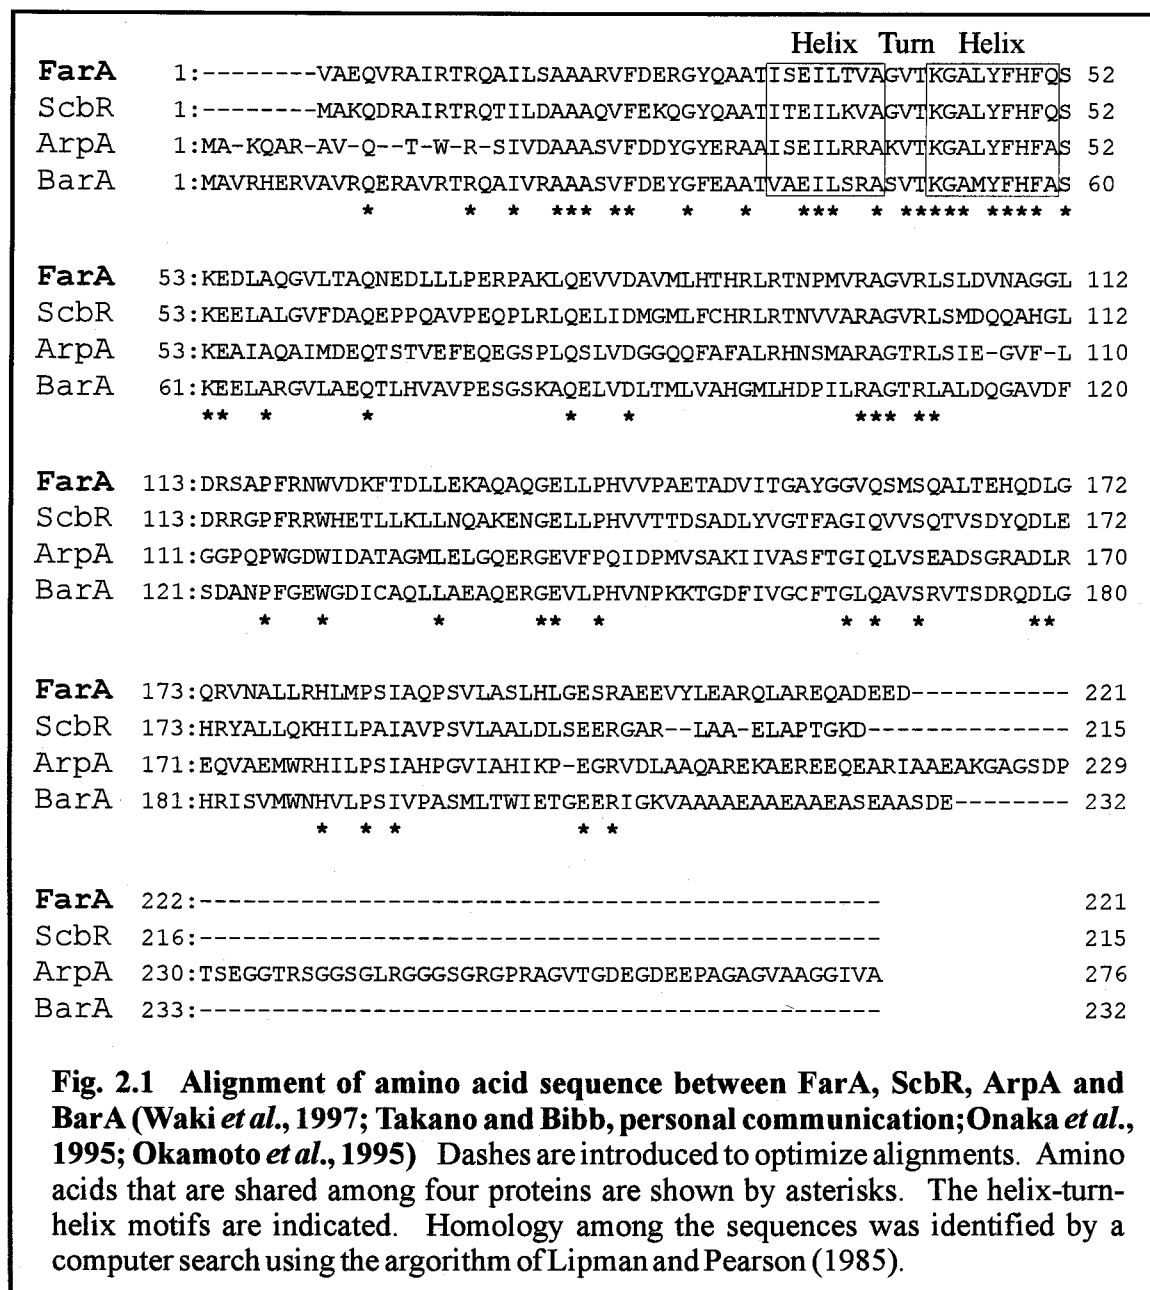 Helix Turn Helix
FarA 1:--------VAEQVRAIRTRQAILSAAARVFDERGYQAATISEILTVAGVTKGALYFHFQS 52
ScbR 1:--------MAKQDRAIRTRQTILDAAAQVFEKQGYQAATITEILKVAGVTKGALYFHFQS 52
ArpA 1:MA-KQAR-AV-Q--T-W-R-SIVDAAASVFDDYGYERAAISEILRRAKVTKGALYFHFAS 52
BarA 1:MAVRHERVAVRQERAVRTRQAIVRAAASVFDEYGFEAATVAEILSRASVTKGAMYFHFAS 60
* * * *** ** * * *** * ***** **** *
FarA 53:KEDLAQGVLTAQNEDLLLPERPAKLQEVVDAVMLHTHRLRTNPMVRAGVRLSLDVNAGGL 112
ScbR 53:KEELALGVFDAQEPPQAVPEQPLRLQELIDMGMLFCHRLRTNVVARAGVRLSMDQQAHGL 112
ArpA 53:KEAIAQAIMDEQTSTVEFEQEGSPLQSLVDGGQQFAFALRHNSMARAGTRLSIE-GVF-L 110
BarA 61:KEELARGVLAEQTLHVAVPESGSKAQELVDLTMLVAHGMLHDPILRAGTRLALDQGAVDF 120
** * * * * *** **
FarA 113:DRSAPFRNWVDKFTDLLEKAQAQGELLPHVVPAETADVITGAYGGVQSMSQALTEHQDLG 172
ScbR 113:DRRGPFRRWHETLLKLLNQAKENGELLPHVVTTDSADLYVGTFAGIQVVSQTVSDYQDLE 172
ArpA 111:GGPQPWGDWIDATAGMLELGQERGEVFPQIDPMVSAKIIVASFTGIQLVSEADSGRADLR 170
BarA 121:SDANPFGEWGDICAQLLAEAQERGEVLPHVNPKKTGDFIVGCFTGLQAVSRVTSDRQDLG 180
* * * ** * * * * **
FarA 173:QRVNALLRHLMPSIAQPSVLASLHLGESRAEEVYLEARQLAREQADEED----------- 221
ScbR 173:HRYALLQKHILPAIAVPSVLAALDLSEERGAR--LAA-ELAPTGKD-------------- 215
ArpA 171:EQVAEMWRHILPSIAHPGVIAHIKP-EGRVDLAAQAREKAEREEQEARIAAEAKGAGSDP 229
BarA 181:HRISVMWNHVLPSIVPASMLTWIETGEERIGKVAAAAEAAEAAEASEAASDE-------- 232
* * * * *
FarA 222:----------------------------------------------- 221
ScbR 216:----------------------------------------------- 215
ArpA 230:TSEGGTRSGGSGLRGGGSGRGPRAGVTGDEGDEEPAGAGVAAGGIVA 276
BarA 233:----------------------------------------------- 232
Fig. 2.1 Alignment of amino acid sequence between FarA, ScbR, ArpA and
BarA (Waki et al., 1997; Takano and Bibb, personal communication;Onaka et al.,
1995; Okamoto et al., 1995) Dashes are introduced to optimize alignments. Amino
acids that are shared among four proteins are shown by asterisks. The helix-turn-
helix motifs are indicated. Homology among the sequences was identified by a
computer search using the argorithm of Lipman and Pearson (1985).